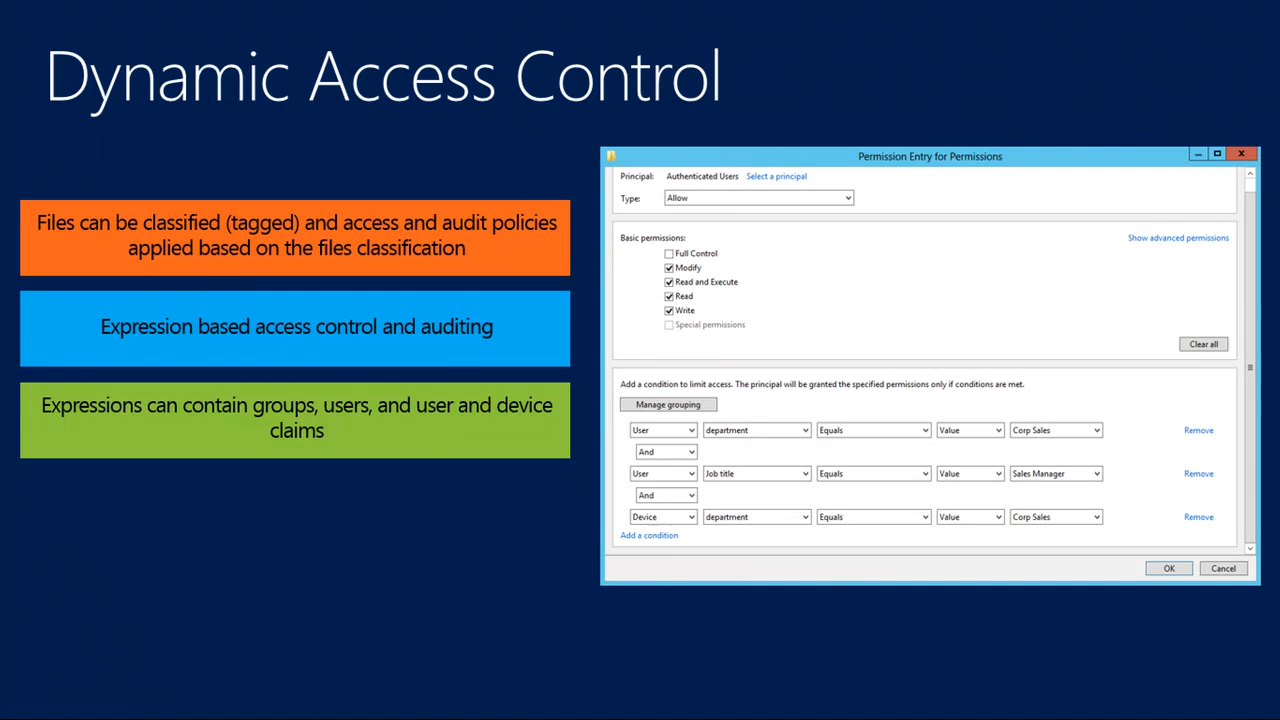 Dynamic Access Control
Files can be classified (tagged) and access and audit policies
applied based on the files classification
Expression based access control and auditing
Expressions can contain groups, users, and user and device
claims
Permission Entry for Permissions
Principal: Authenticated Users Select a principal
Type: Allow
Basic permissions: Show advanced permissions
Full Control
Modify
Read and Execute
Read
Write
Special permissions
Clear all
Add a condition to limit access. The principal will be granted the specified permissions only if conditions are met.
Manage grouping
User department Equals Value Corp Sales Remove
And
User Job title Equals Value Sales Manager Remove
And
Device department Equals Value Corp Sales Remove
Add a condition
OK Cancel